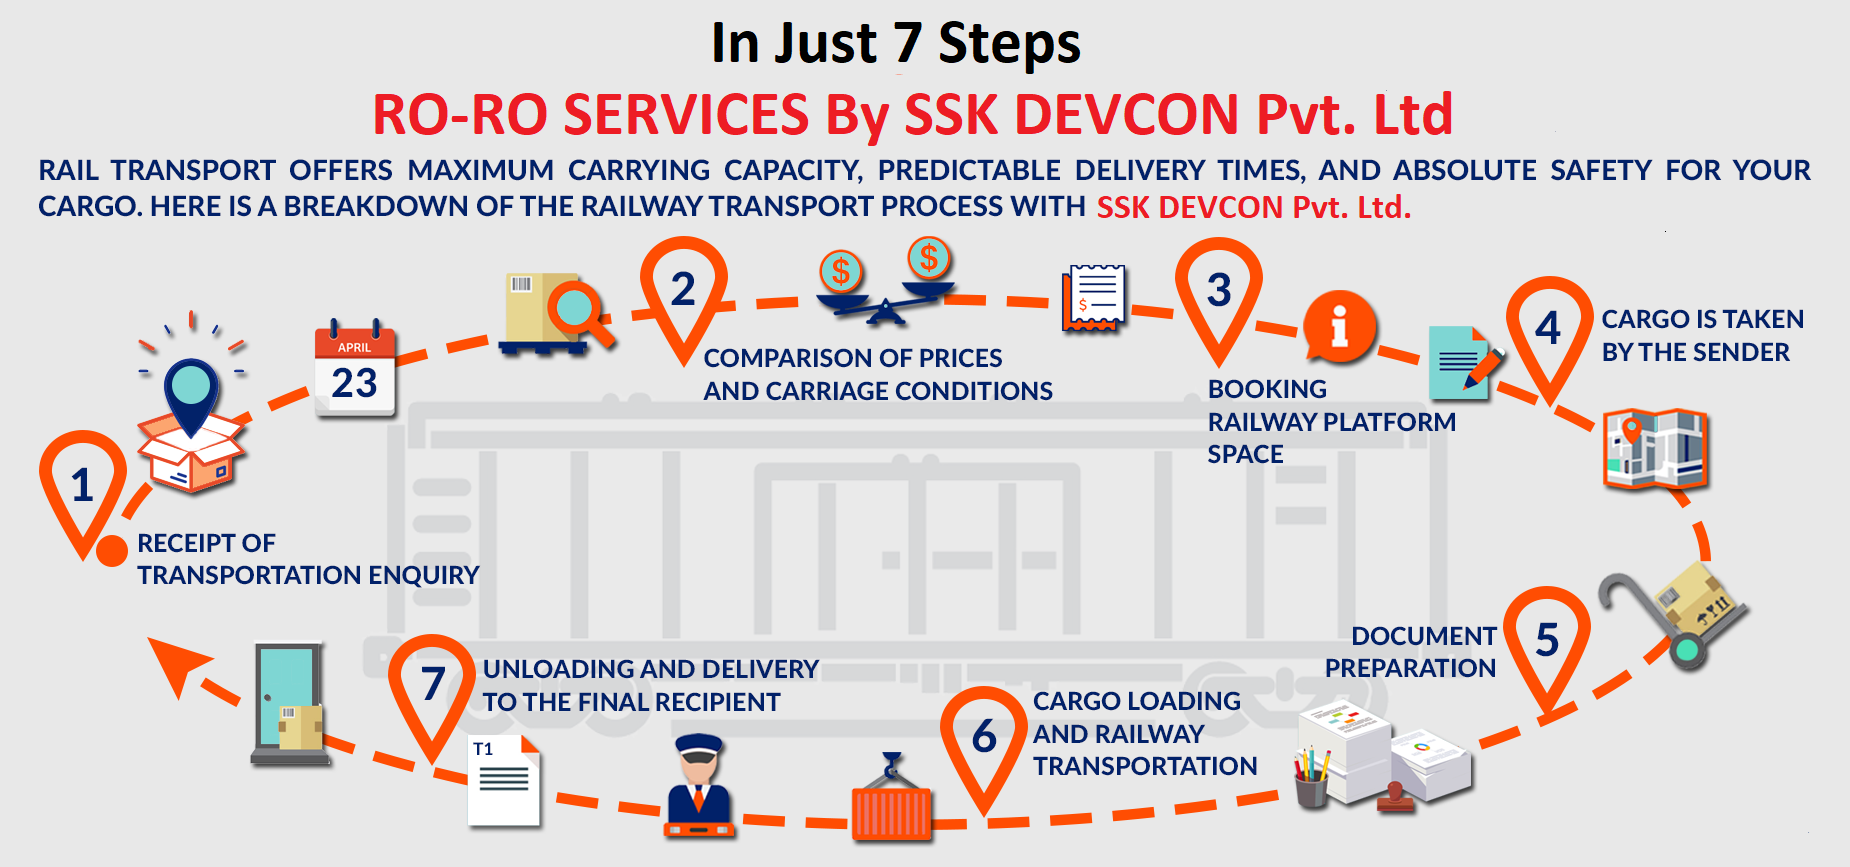 In Just 7 Steps
RO-RO SERVICES By SSK DEVCON Pvt. Ltd
RAIL TRANSPORT OFFERS MAXIMUM CARRYING CAPACITY, PREDICTABLE DELIVERY TIMES, AND ABSOLUTE SAFETY FOR YOUR
CARGO. HERE IS A BREAKDOWN OF THE RAILWAY TRANSPORT PROCESS WITH SSK DEVCON Pvt. Ltd.
1
RECEIPT OF
TRANSPORTATION ENQUIRY
APRIL
23
2
COMPARISON OF PRICES
AND CARRIAGE CONDITIONS
$
$
$
3
BOOKING
RAILWAY PLATFORM
SPACE
i
4
CARGO IS TAKEN
BY THE SENDER
5
DOCUMENT
PREPARATION
6
CARGO LOADING
AND RAILWAY
TRANSPORTATION
7
UNLOADING AND DELIVERY
TO THE FINAL RECIPIENT
T1